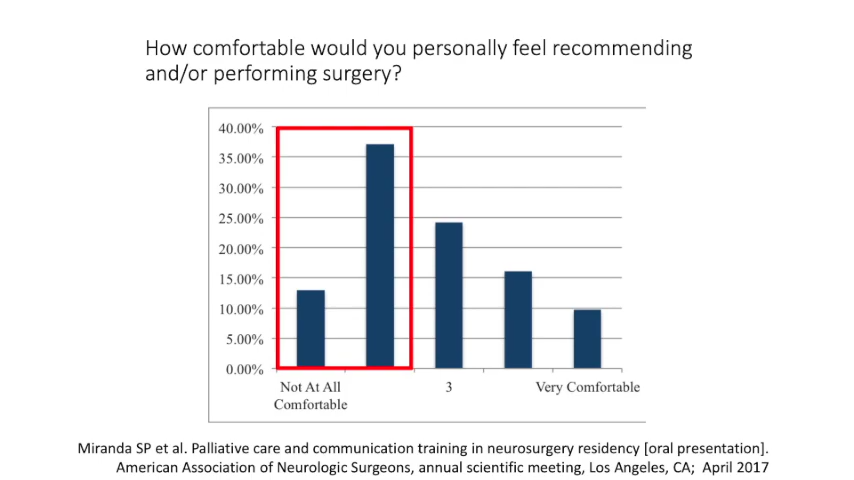 How comfortable would you personally feel recommending
and/or performing surgery?
40.00%
35.00%
30.00%
25.00%
20.00%
15.00%
10.00%
5.00%
0.00%
Not At All
Comfortable
3
Very Comfortable
Miranda SP et al. Palliative care and communication training in neurosurgery residency [oral presentation].
American Association of Neurologic Surgeons, annual scientific meeting, Los Angeles, CA;  April 2017